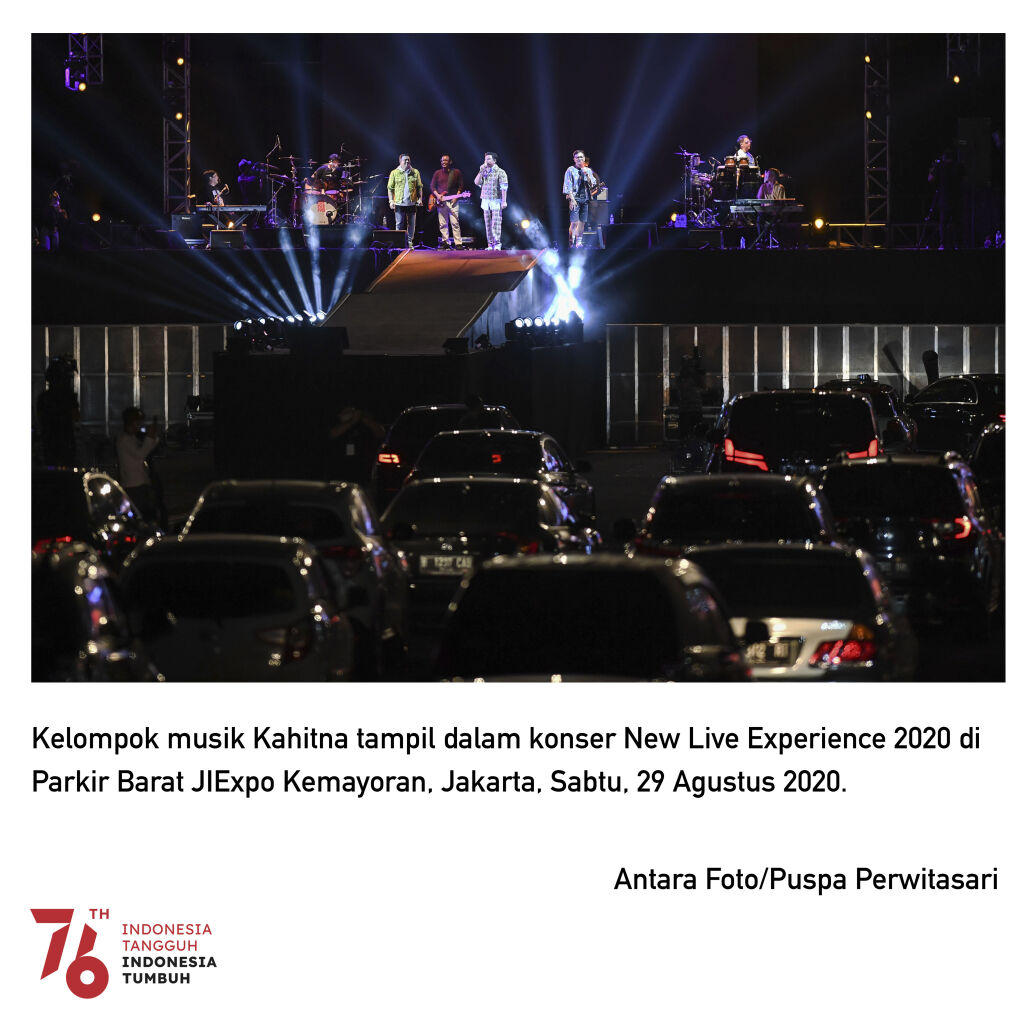 Kelompok musik Kahitna tampil dalam konser New Live Experience 2020 di
Parkir Barat JIExpo Kemayoran, Jakarta, Sabtu, 29 Agustus 2020.
Antara Foto/Puspa Perwitasari
76 TH
INDONESIA
TANGGUH
INDONESIA
TUMBUH